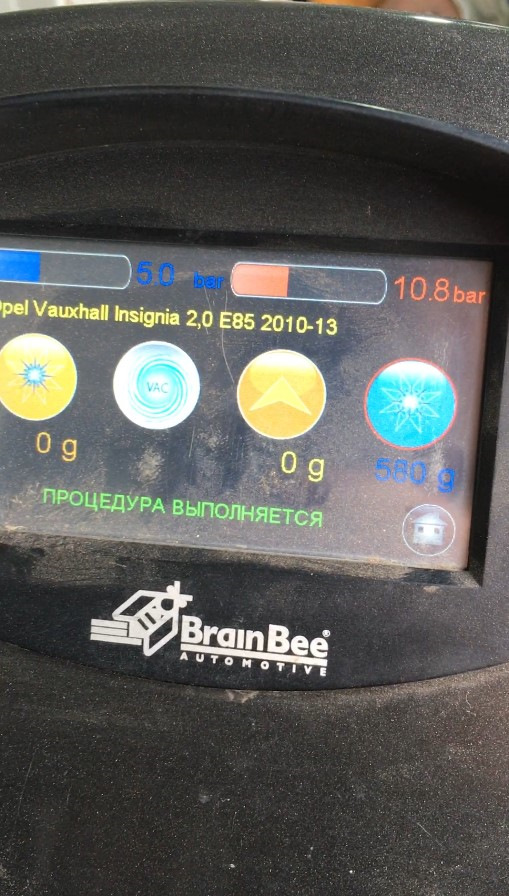 5.0 bar 10.8 bar
pel Vauxhall Insignia 2,0 E85 2010-13
VAC
0 g 0 g 580 g
ПРОЦЕДУРА ВЫПОЛНЯЕТСЯ
BrainBee®
AUTOMOTIVE